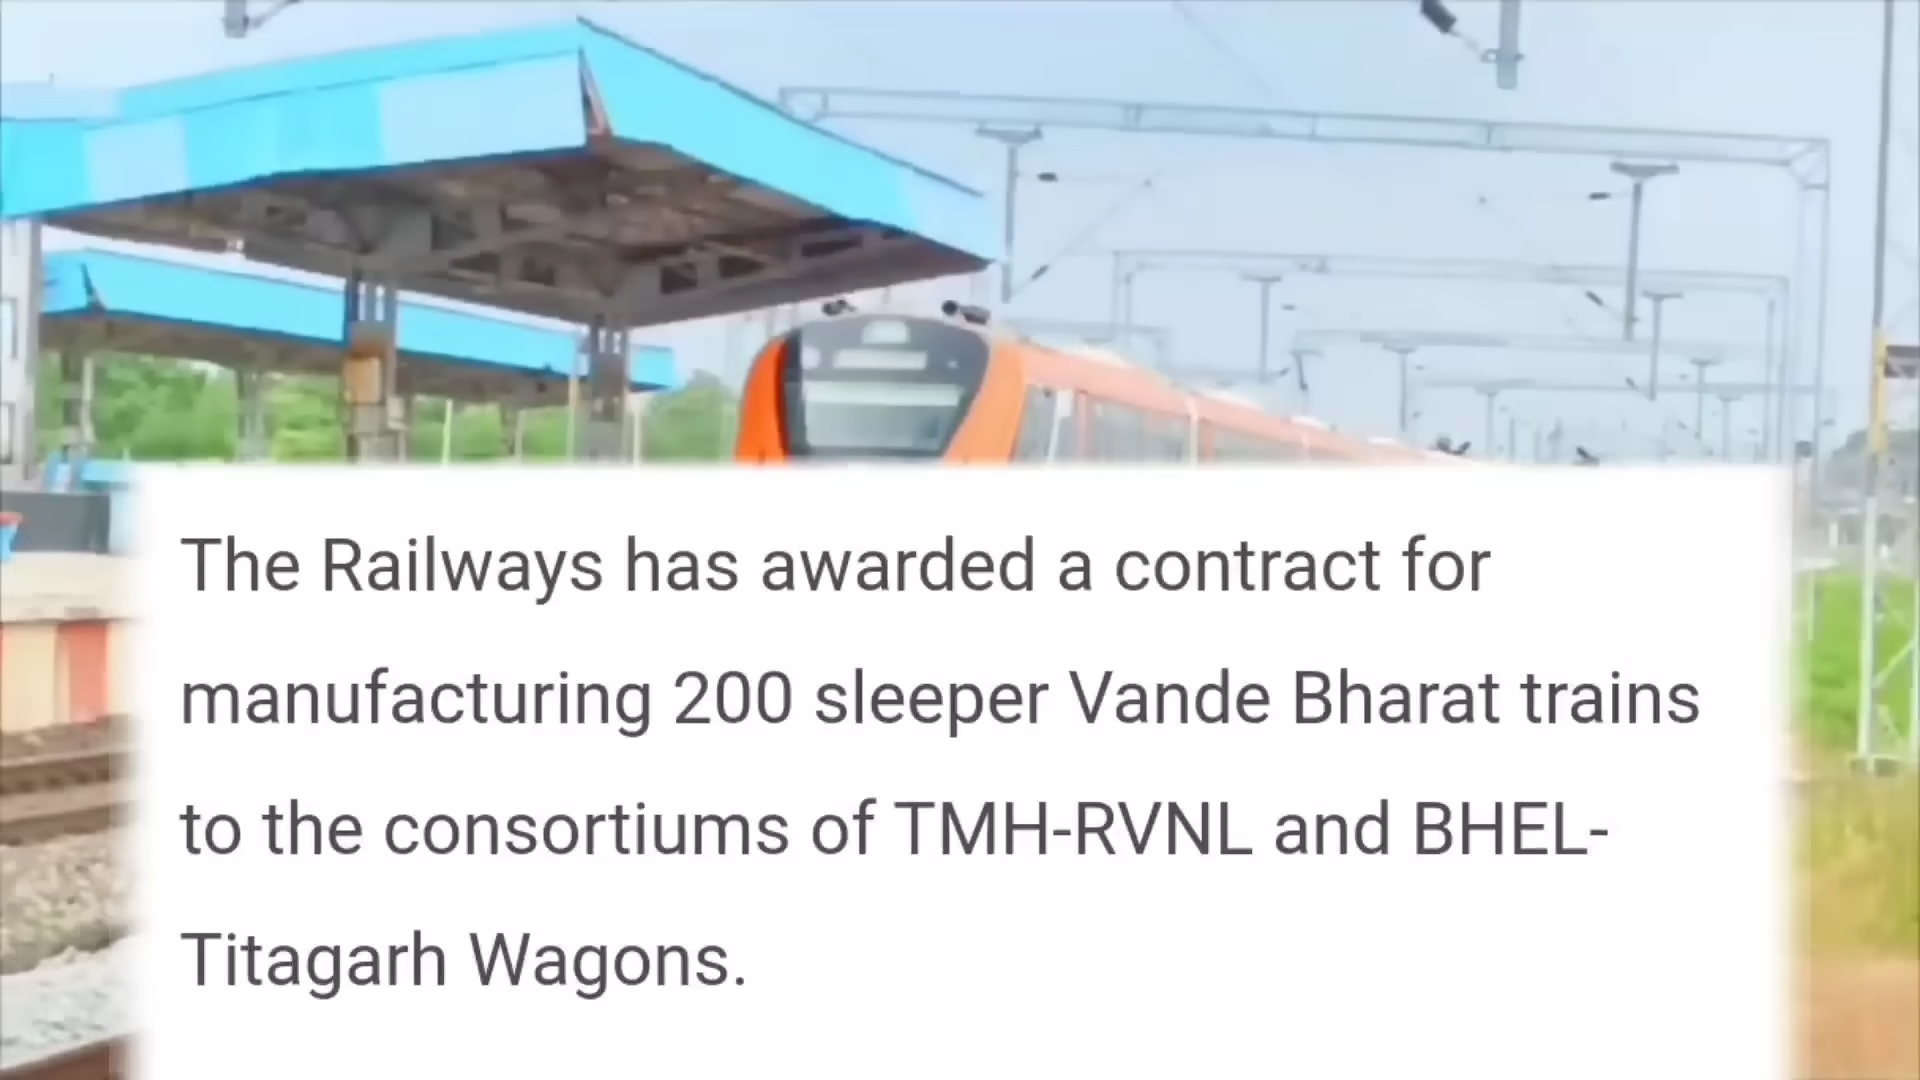 The Railways has awarded a contract for
manufacturing 200 sleeper Vande Bharat trains
to the consortiums of TMH-RVNL and BHEL-
Titagarh Wagons.